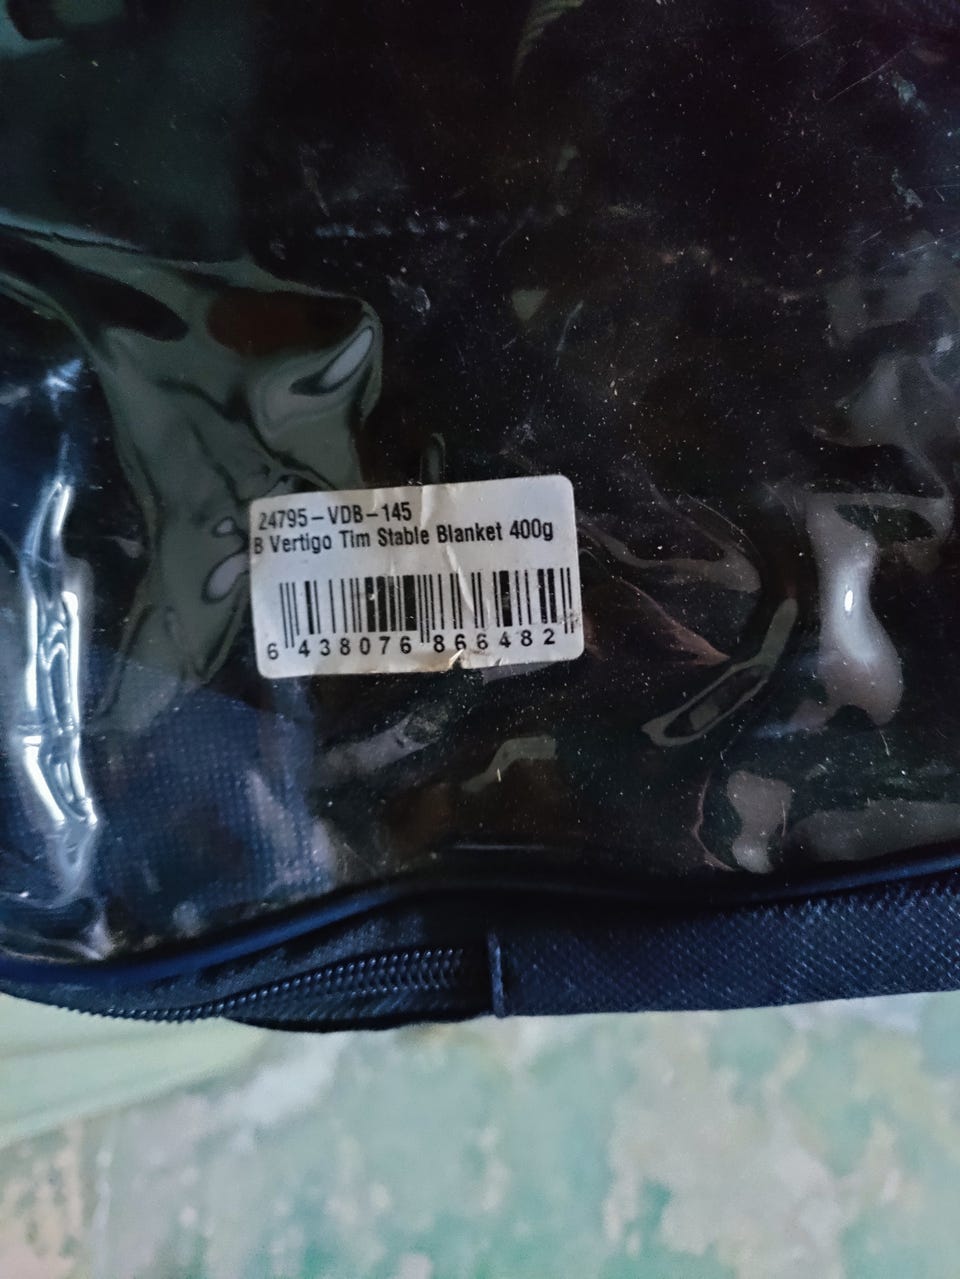 24795-VDB-145
B Vertigo Tim Stable Blanket 400g
6 438076 866482